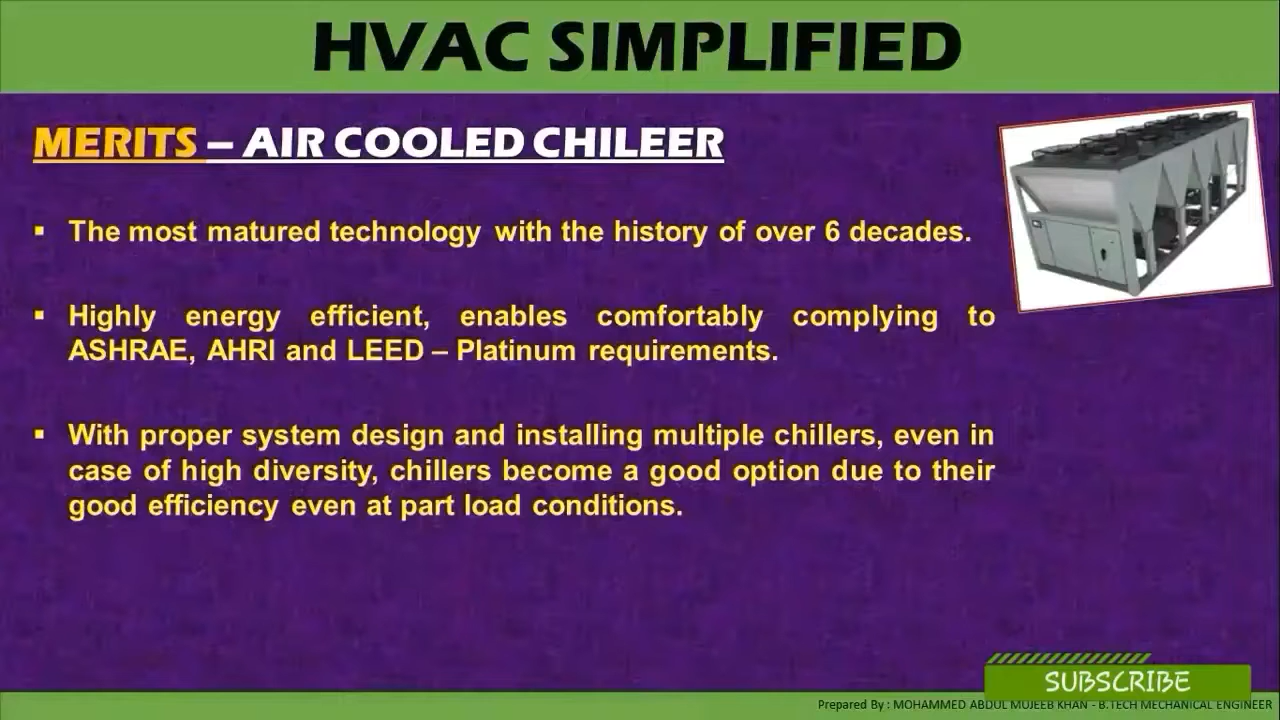 HVAC SIMPLIFIED
MERITS – AIR COOLED CHILEER
▪ The most matured technology with the history of over 6 decades.
▪ Highly energy efficient, enables comfortably complying to
ASHRAE, AHRI and LEED – Platinum requirements.
▪ With proper system design and installing multiple chillers, even in
case of high diversity, chillers become a good option due to their
good efficiency even at part load conditions.
SUBSCRIBE
Prepared By : MOHAMMED ABDUL MUJEEB KHAN - B.TECH MECHANICAL ENGINEER